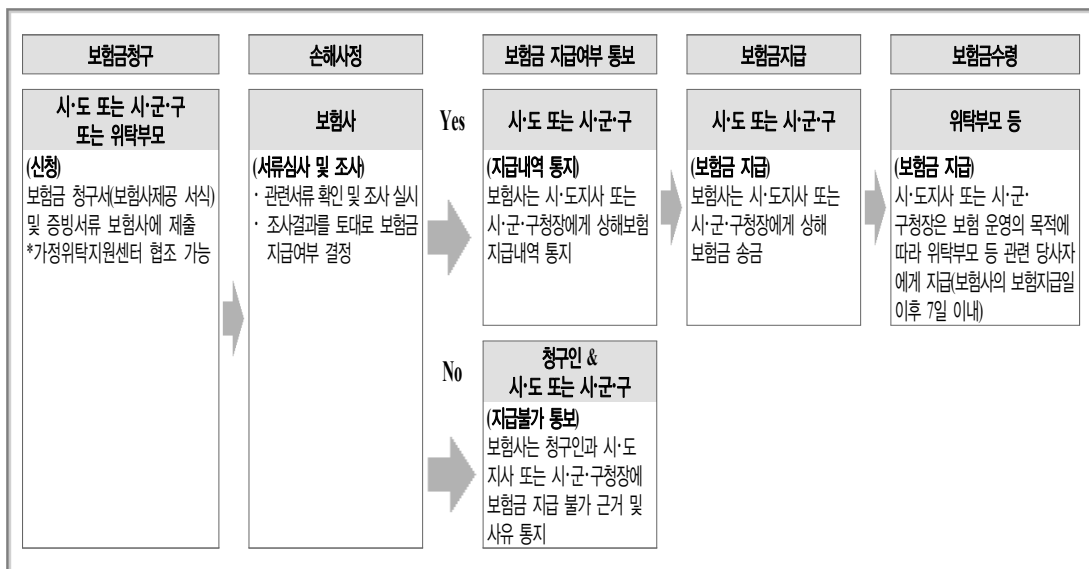 보험금청구
손해사정
보험금 지급여부 통보
보험금지급
보험금수령
시·도 또는 시·군·구
또는 위탁부모
(신청)
보험금 청구서(보험사제공 서식)
및 증빙서류 보험사에 제출
*가정위탁지원센터 협조 가능
보험사
(서류심사 및 조사)
· 관련서류 확인 및 조사 실시
· 조사결과를 토대로 보험금
지급여부 결정
Yes
시·도 또는 시·군·구
(지급내역 통지)
보험사는 시·도지사 또는
시·군·구청장에게 상해보험
지급내역 통지
시·도 또는 시·군·구
(보험금 지급)
보험사는 시·도지사 또는
시·군·구청장에게 상해
보험금 송금
위탁부모 등
(보험금 지급)
시·도지사 또는 시·군·
구청장은 보험 운영의 목적에
따라 위탁부모 등 관련 당사자
에게 지급(보험사의 보험지급일
이후 7일 이내)
No
청구인 &
시·도 또는 시·군·구
(지급불가 통보)
보험사는 청구인과 시·도
지사 또는 시·군·구청장에
보험금 지급 불가 근거 및
사유 통지